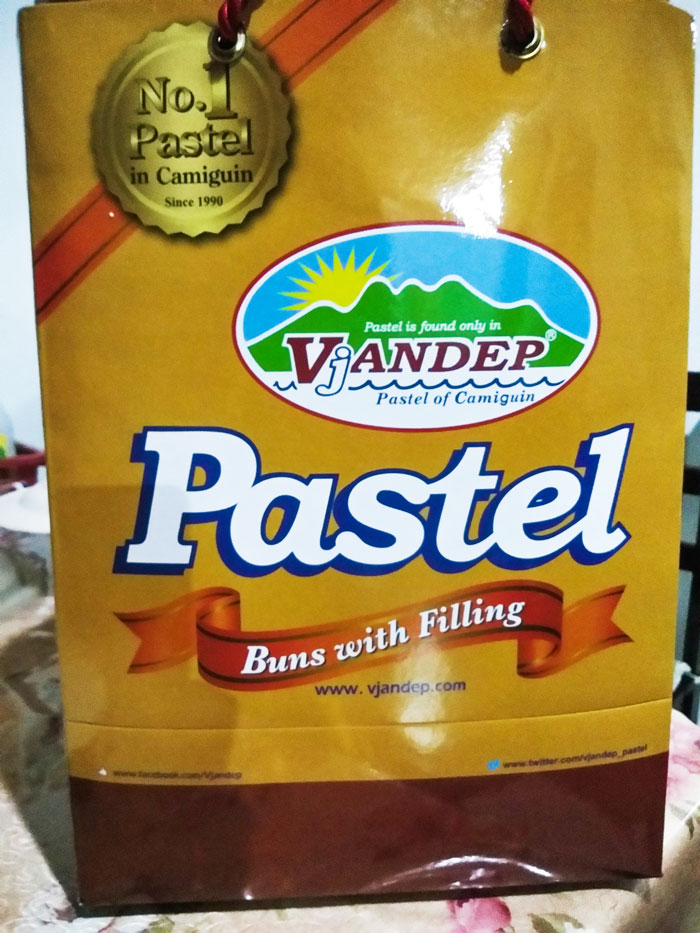 No.1
Pastel
in Camiguin
Since 1990
Pastel is found only in
VjANDEP®
Pastel of Camiguin
Pastel
Buns with Filling
www. vjandep.com
www.facebook.com/Vjandep
www.twitter.com/vjandep_pastel